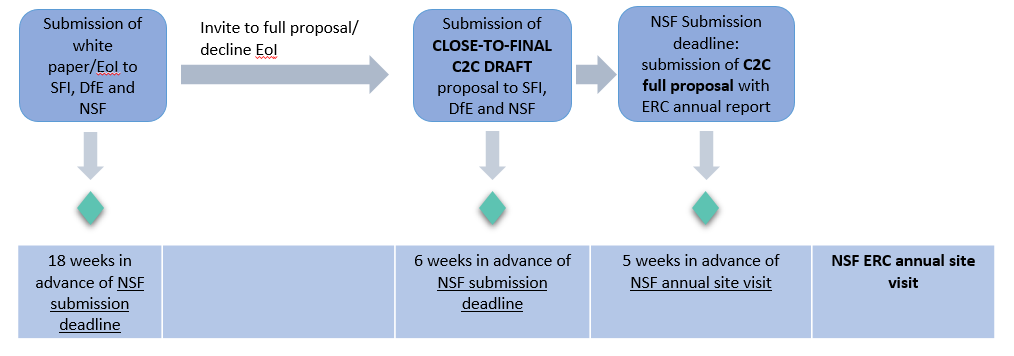 Submission of
white
paper/EoI to
SFI, DfE and
NSF
Invite to full proposal/
decline EoI
Submission of
CLOSE-TO-FINAL
C2C DRAFT
proposal to SFI,
DfE and NSF
NSF Submission
deadline:
submission of C2C
full proposal with
ERC annual report
18 weeks in
advance of NSF
submission
deadline
6 weeks in advance of
NSF submission
deadline
5 weeks in advance of
NSF annual site visit
NSF ERC annual site
visit